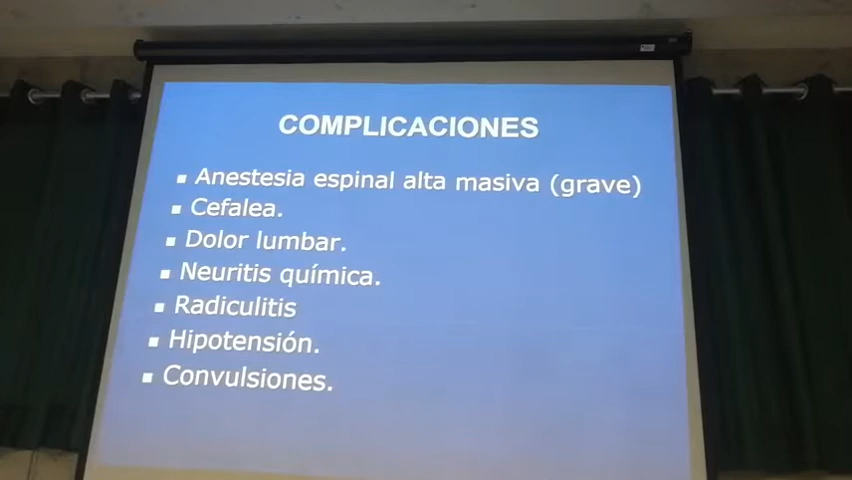 COMPLICACIONES
▪ Anestesia espinal alta masiva (grave)
▪ Cefalea.
▪ Dolor lumbar.
▪ Neuritis química.
▪ Radiculitis
▪ Hipotensión.
▪ Convulsiones.